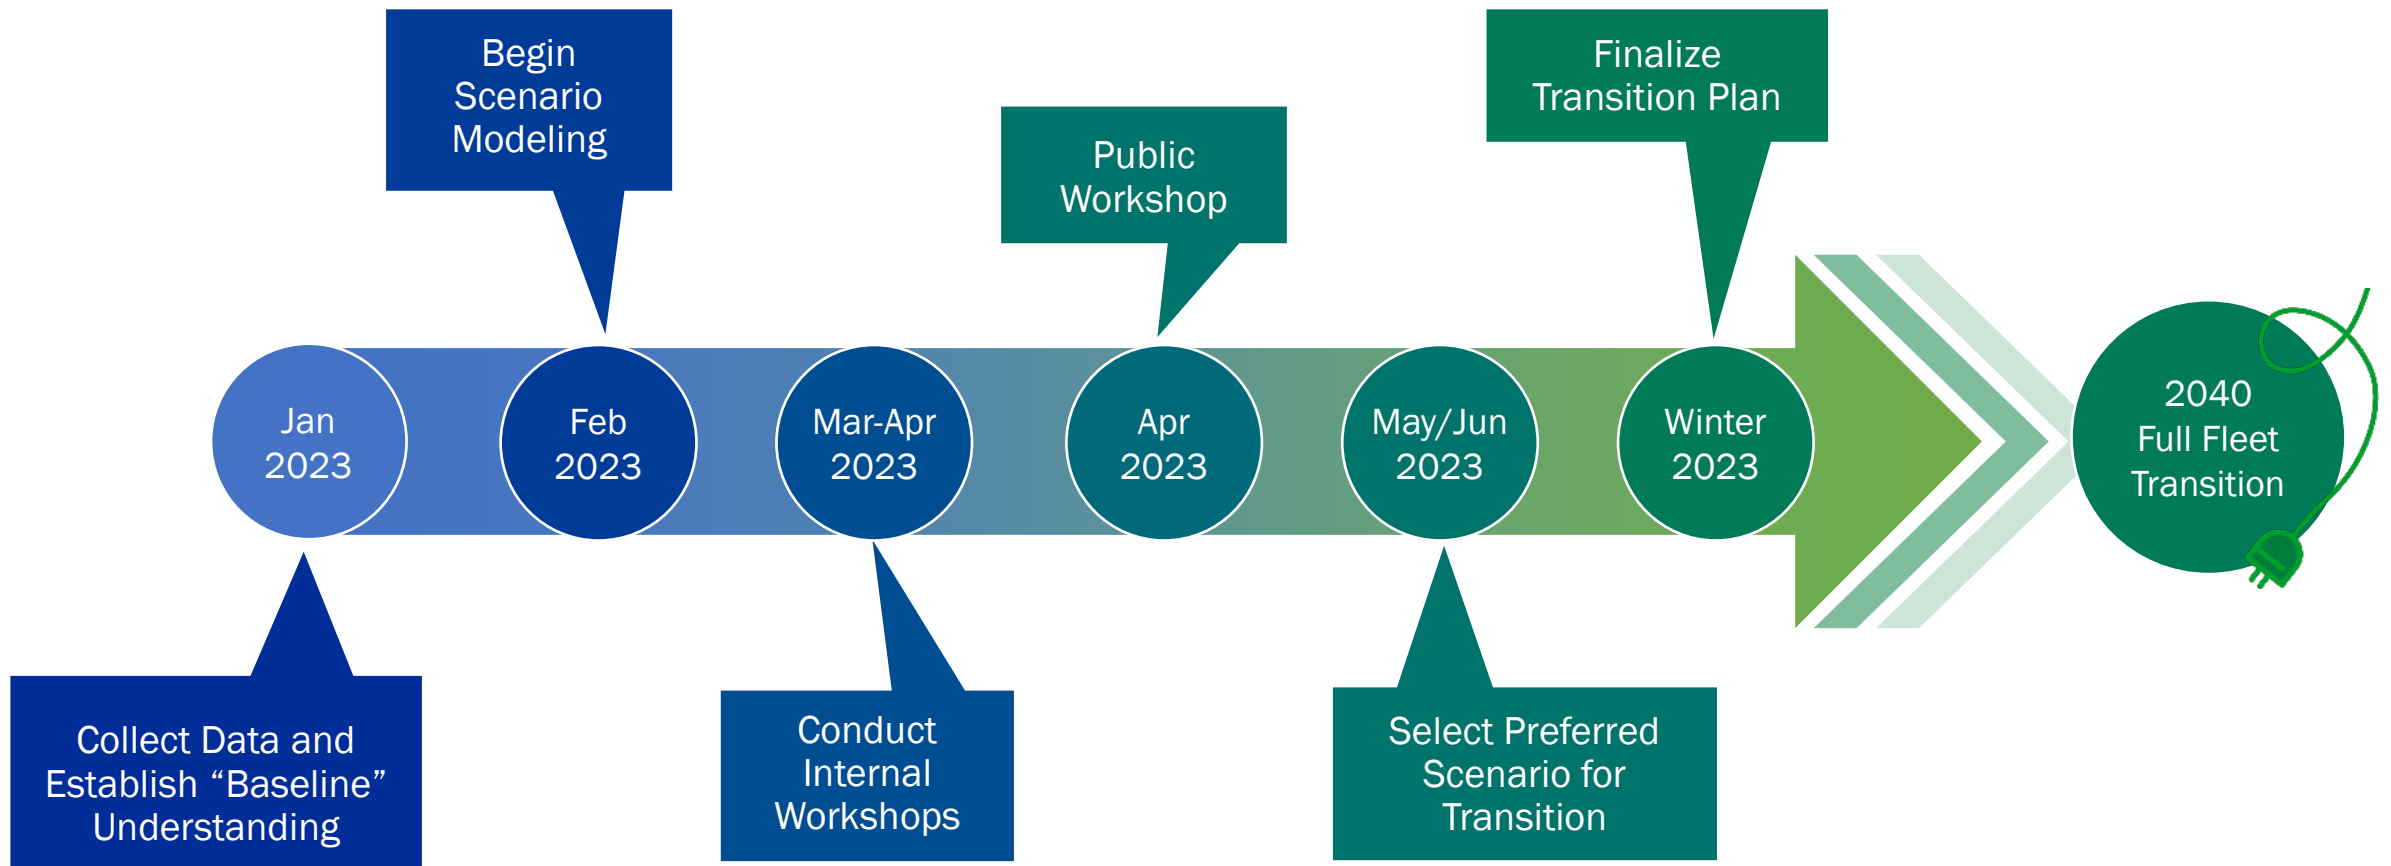 Begin
Scenario
Modeling
Finalize
Transition Plan
Public
Workshop
Jan
2023
Feb
2023
Mar-Apr
2023
Apr
2023
May/Jun
2023
Winter
2023
2040
Full Fleet
Transition
Collect Data and
Establish “Baseline”
Understanding
Conduct
Internal
Workshops
Select Preferred
Scenario for
Transition